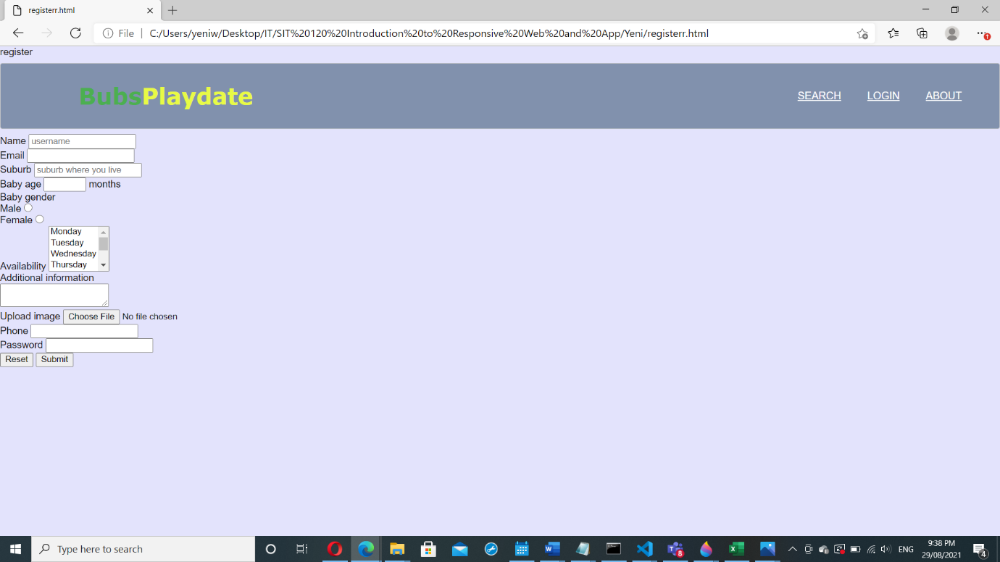 registerr.html
File
C:/Users/yeniw/Desktop/IT/SIT%20120%20Introduction%20to%20Responsive%20Web%20and%20App/Yeni/registerr.html
register
BubsPlaydate SEARCH LOGIN ABOUT
Name username
Email
Suburb suburb where you live
Baby age months
Baby gender
Male
Female
Monday
Tuesday
Wednesday
Thursday
Availability
Additional information
Upload image Choose File No file chosen
Phone
Password
Reset Submit
Type here to search
8
ENG
9:38 PM
29/08/2021
4